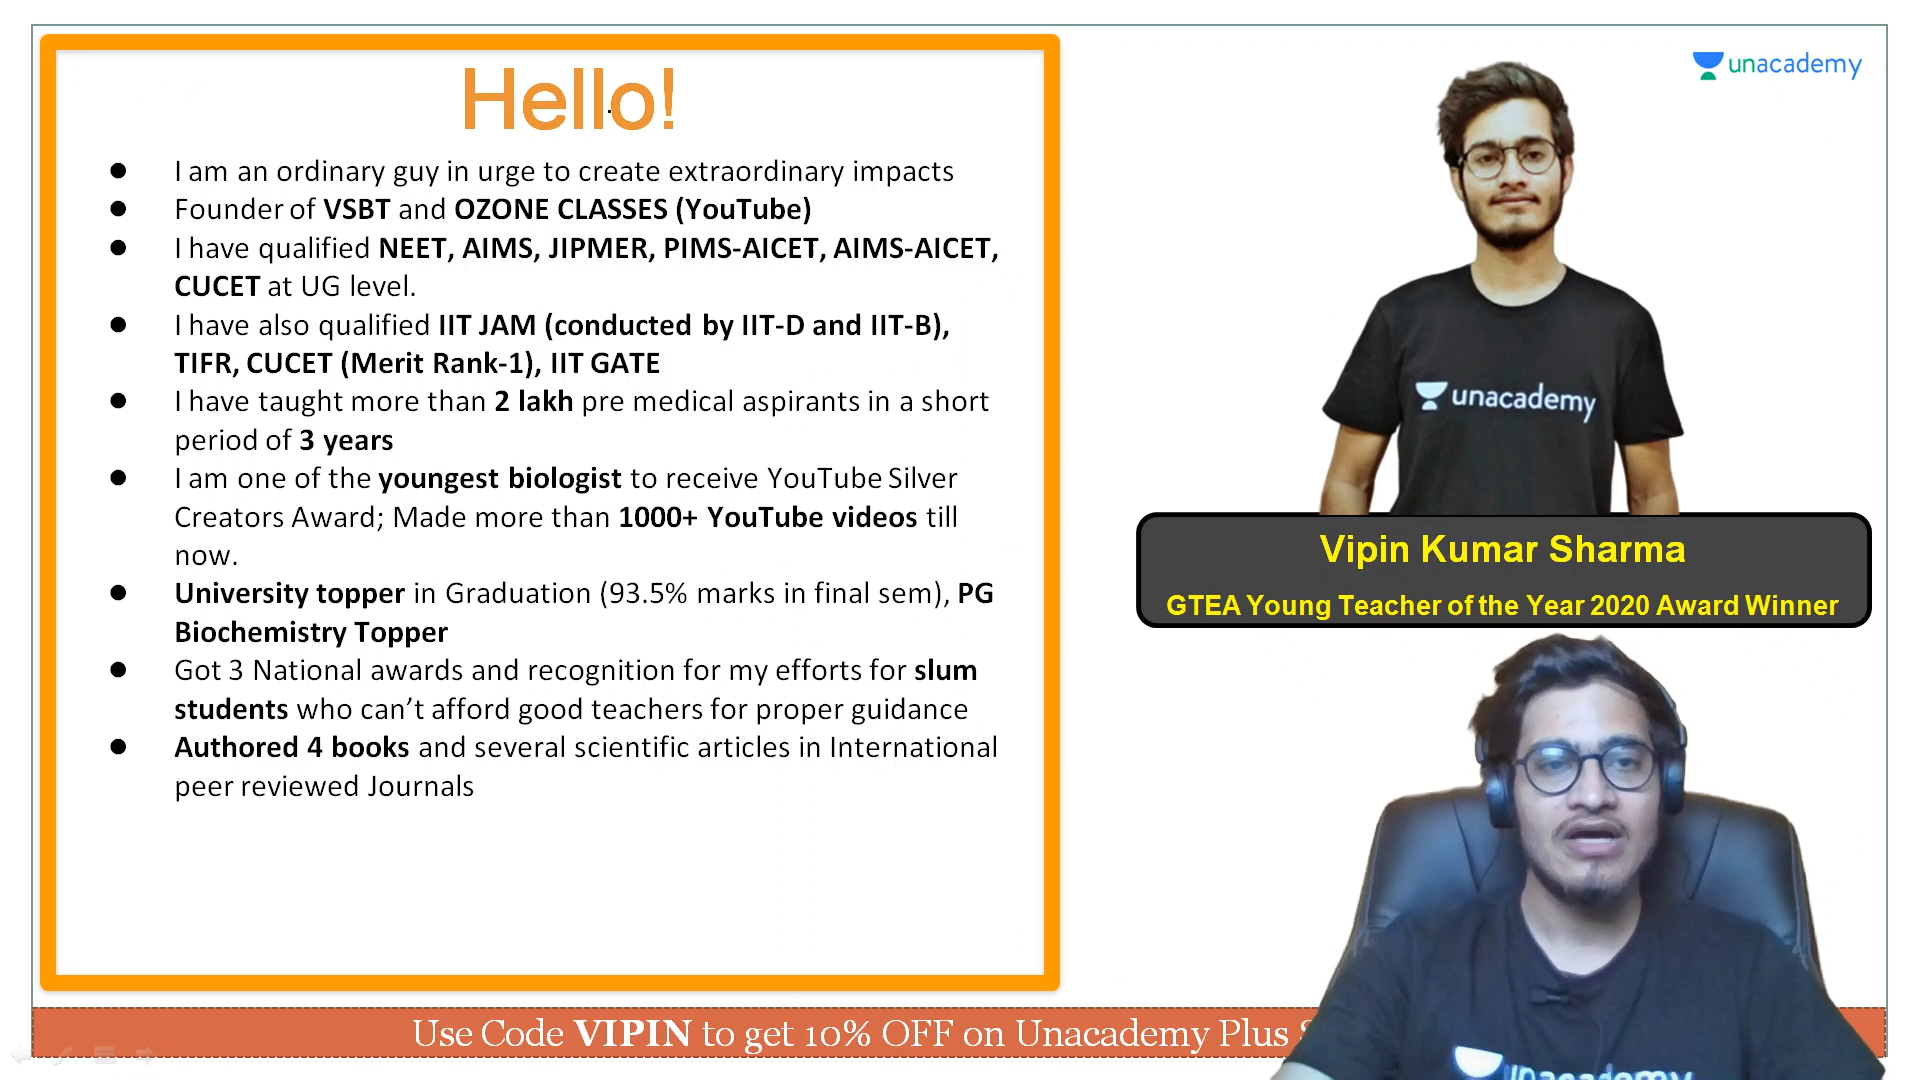 Hello!
unacademy
● I am an ordinary guy in urge to create extraordinary impacts
● Founder of VSBT and OZONE CLASSES (YouTube)
● I have qualified NEET, AIMS, JIPMER, PIMS-AICET, AIMS-AICET,
CUCET at UG level.
● I have also qualified IIT JAM (conducted by IIT-D and IIT-B),
TIFR, CUCET (Merit Rank-1), IIT GATE
● I have taught more than 2 lakh pre medical aspirants in a short
period of 3 years
● I am one of the youngest biologist to receive YouTube Silver
Creators Award; Made more than 1000+ YouTube videos till
now.
● University topper in Graduation (93.5% marks in final sem), PG
Biochemistry Topper
● Got 3 National awards and recognition for my efforts for slum
students who can’t afford good teachers for proper guidance
● Authored 4 books and several scientific articles in International
peer reviewed Journals
unacademy
Vipin Kumar Sharma
GTEA Young Teacher of the Year 2020 Award Winner
Use Code VIPIN to get 10% OFF on Unacademy Plus
unacademy